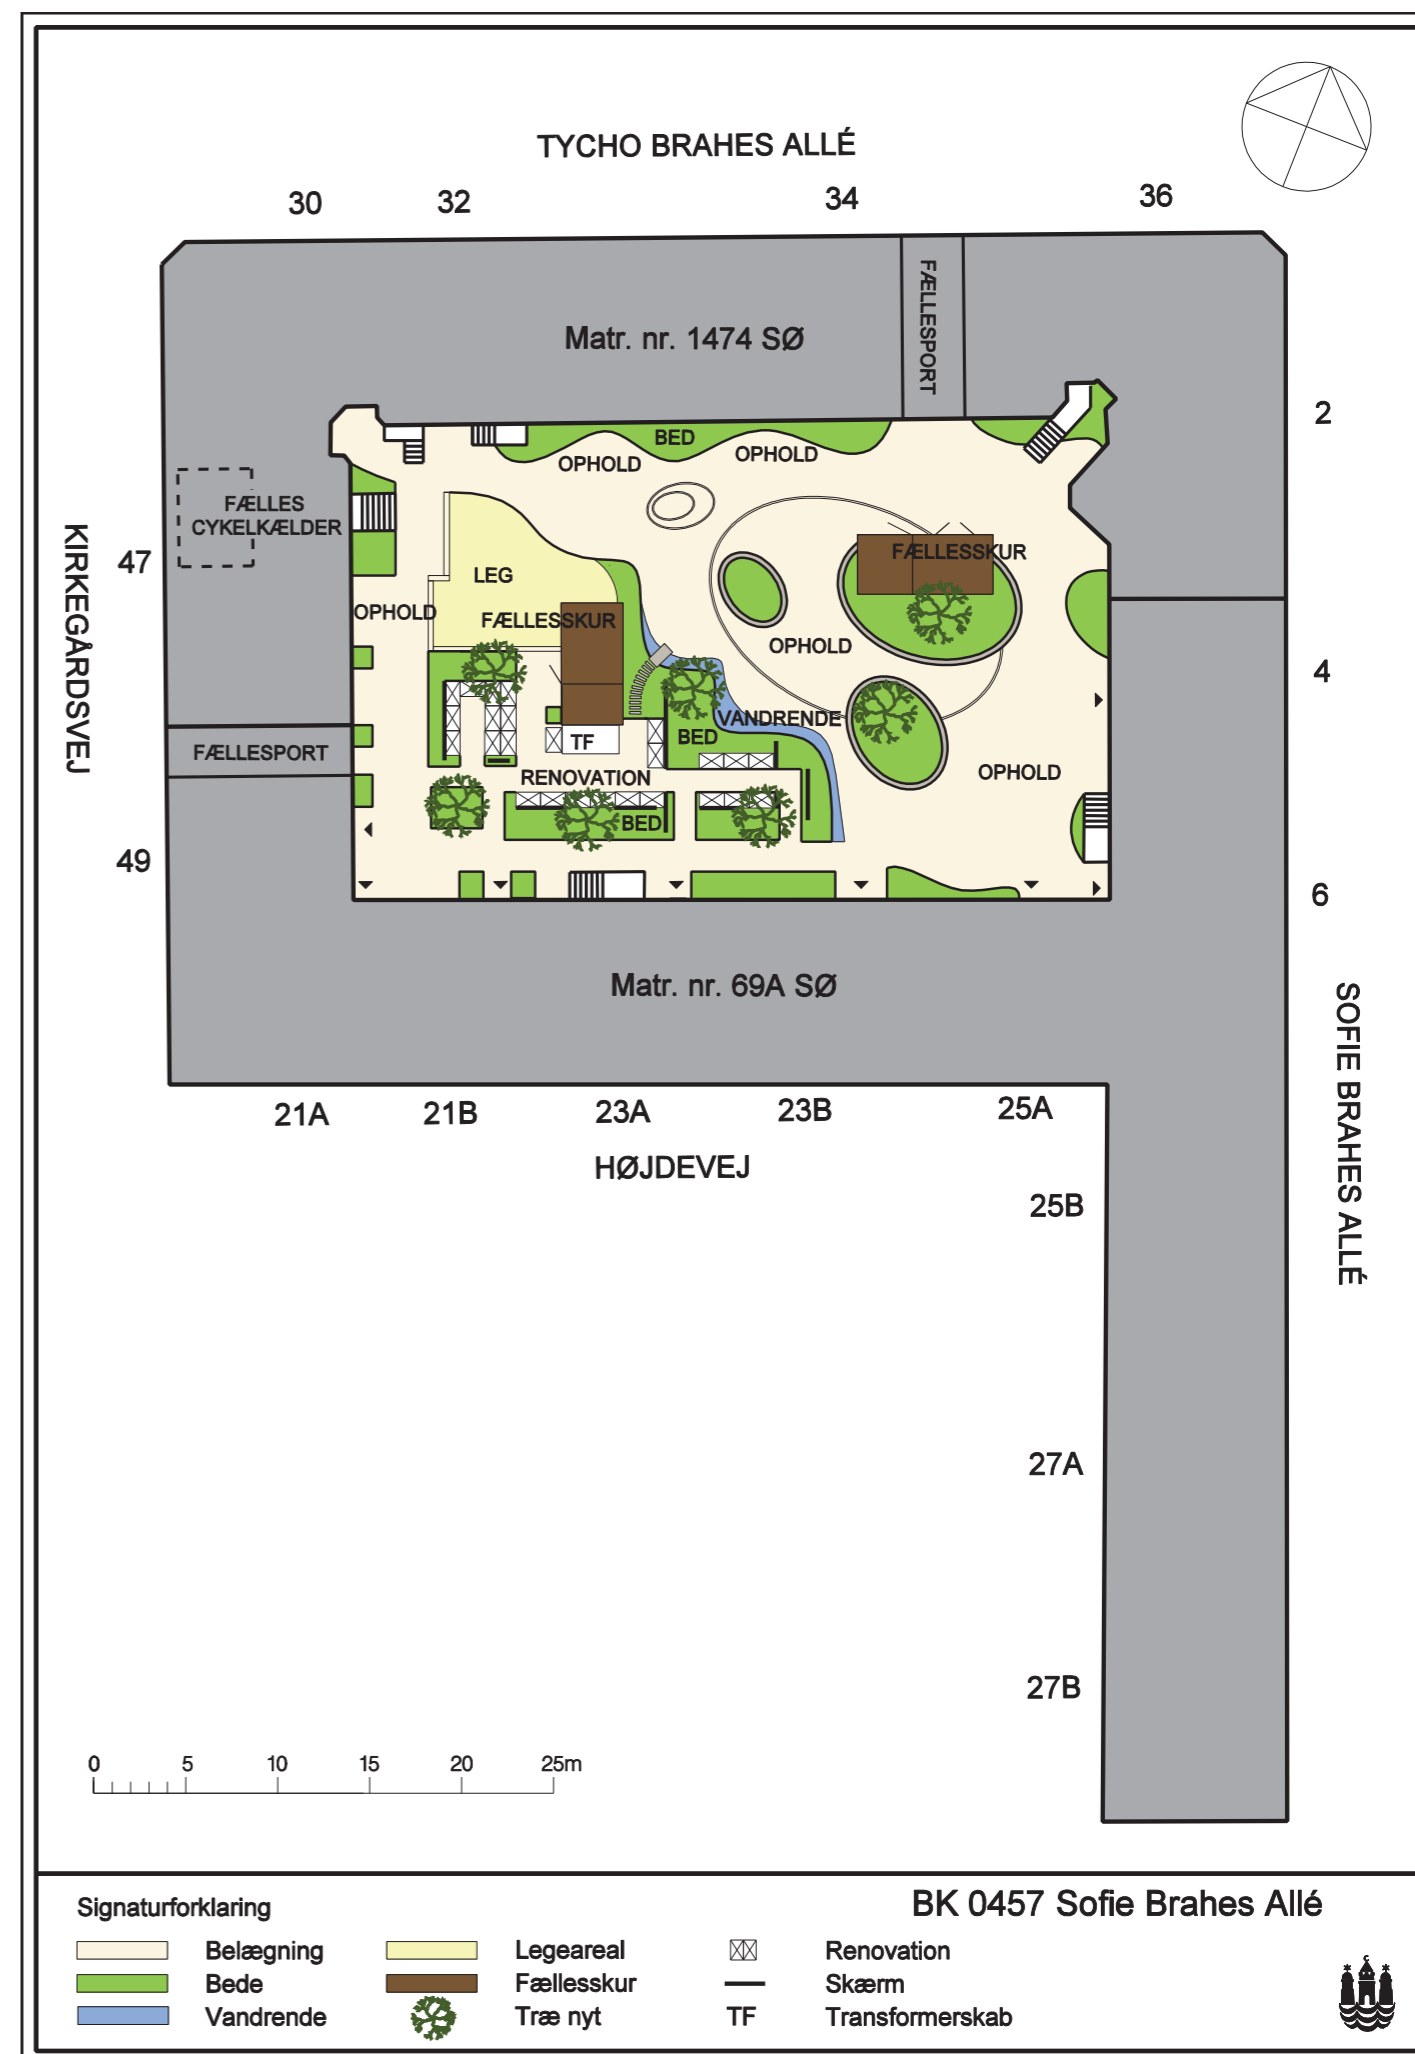 TYCHO BRAHES ALLÉ
30
32
34
36
FÆLLESPORT
Matr. nr. 1474 SØ
2
BED
OPHOLD
OPHOLD
FÆLLES
CYKELKÆLDER
KIRKEGÅRDSVEJ
47
FÆLLESSKUR
LEG
OPHOLD
FÆLLESSKUR
OPHOLD
4
VANDRENDE
BED
TF
FÆLLESPORT
RENOVATION
OPHOLD
BED
49
6
Matr. nr. 69A SØ
SOFIE BRAHES ALLÉ
21A
21B
23A
23B
25A
HØJDEVEJ
25B
27A
27B
0 5 10 15 20 25m
BK 0457 Sofie Brahes Allé
Signaturforklaring
Belægning
Bede
Vandrende
Legeareal
Fællesskur
Træ nyt
Renovation
Skærm
TF Transformerskab